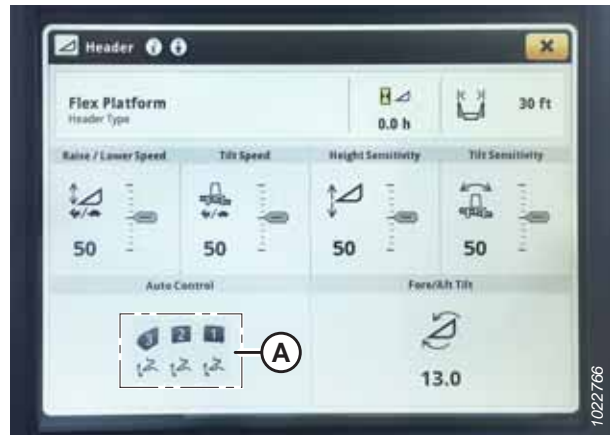 Header
Flex Platform
Header Type
0.0 h
30 ft
Raise / Lower Speed
Tilt Speed
Height Sensitivity
Tilt Sensitivity
50
50
50
50
Auto Control
Fore/Aft Tilt
3 2 1
A
13.0
1022766